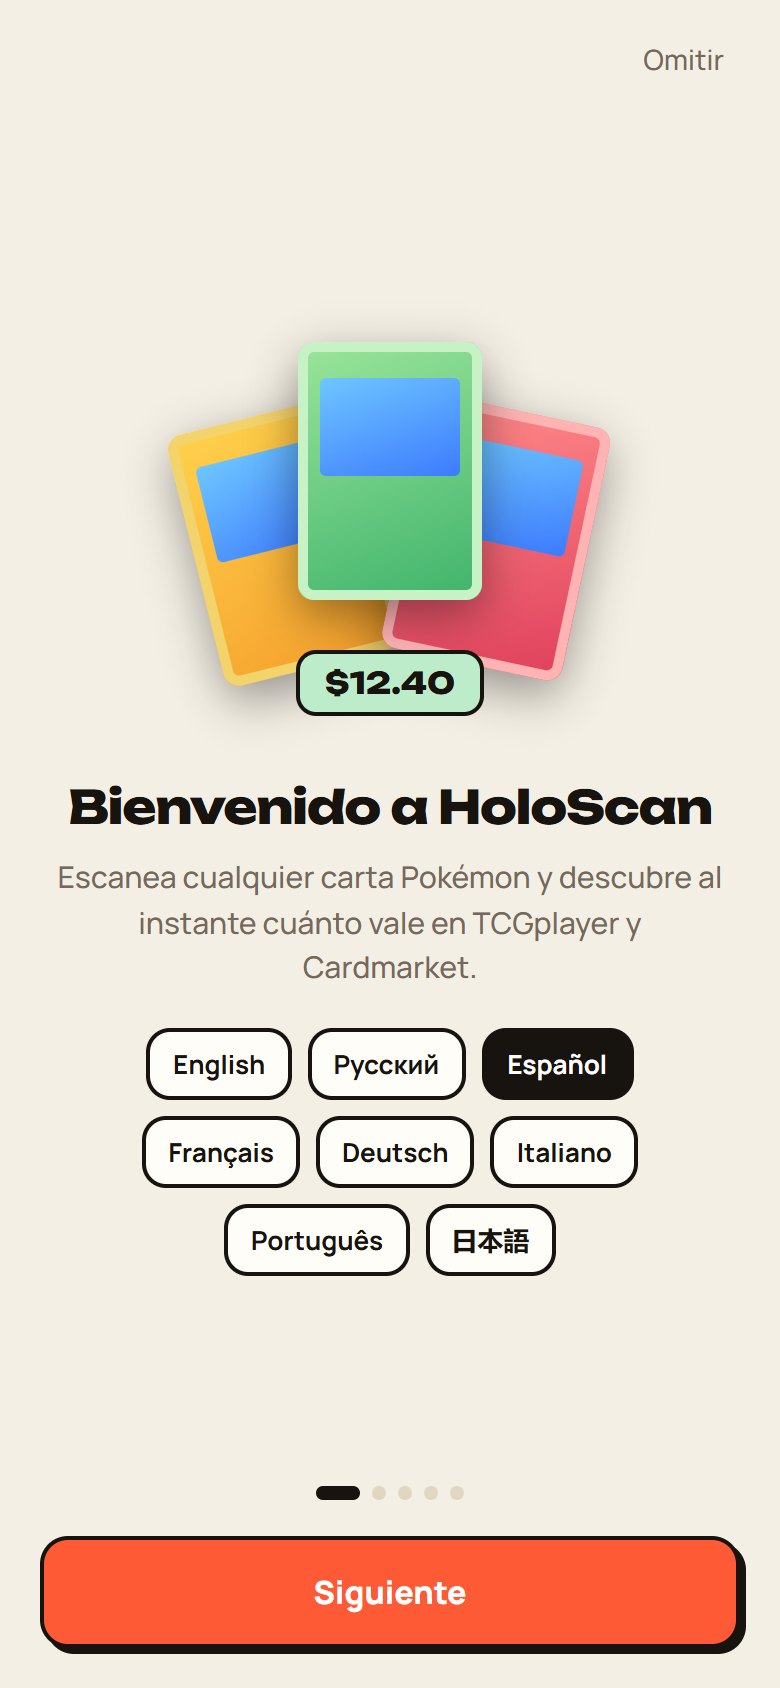 Omitir
$12.40
Bienvenido a HoloScan
Escanea cualquier carta Pokémon y descubre al
instante cuánto vale en TCGplayer y
Cardmarket.
English
Русский
Español
Français
Deutsch
Italiano
Português
日本語
Siguiente